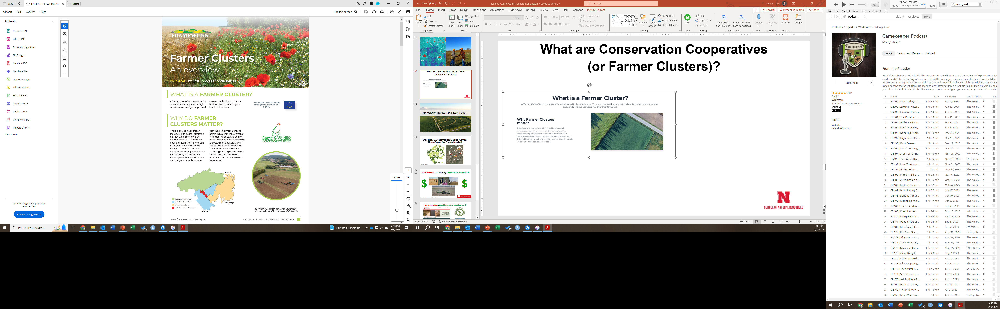 Menu
ENGLISH_AFCG1_170523...
Create
All tools
Edit
Convert
E-Sign
Find text or tools
All tools
Export a PDF
Edit a PDF
Request e-signatures
Fill & Sign
Create a PDF
Combine files
Organize pages
Add comments
Scan & OCR
Protect a PDF
Redact a PDF
Compress a PDF
Prepare a form
View more
Get PDFs e-signed. Recipients sign
online for free.
Request e-signatures
FRAMEWORK
Farmer Clusters
An overview
MAY 2023 | FARMER CLUSTER GUIDELINES
WHAT IS A FARMER CLUSTER?
A 'Farmer Cluster' is a community of
farmers, located in the same region,
who share knowledge, support and
motivate each other to improve
biodiversity and the ecological
health of their farms.
This project received funding
under grant agreement no.
862731.
WHY DO FARMER
CLUSTERS MATTER?
There is only so much that an
individual farm, acting in isolation,
can achieve on their own. By
working together, helped by an
advisor or 'facilitator', farmers can
work more cohesively in their
locality. This enables them to
collectively deliver greater benefits
for soil, water, and wildlife at a
landscape scale. Farmer Clusters
can bring numerous benefits to
both the local environment and
communities, from improvements
in habitat availability and quality
across the landscape, to increasing
knowledge on biodiversity and
farming in the wider community.
They enable farmers to share
knowledge and experience which
can increase innovation and
accelerate positive change over
larger areas.
Game & Wildlife
CONSERVATION TRUST
Salisbury
Fordingbridge
Cranborne
Chalke Valley Farmer Cluster
Martin Down Farmer Cluster
Allenford Farmer Cluster
Martin Down National Nature Reserve
Sharing knowledge through Farmer Clusters can
deliver greater benefits for farmers and biodiversity.
www.framework-biodiversity.eu
FARMER CLUSTERS - AN OVERVIEW • GUIDELINE 1 | 1
1
8
80.3%
Type here to search
33
Earnings upcoming
2:48 PM
2/8/2024
AutoSave Off
Building_Conservation_Cooperatives_282024 • Saved to this PC
Search
Andrew Little
File Home Insert Draw Design Transitions Animations Slide Show Record Review View Help Acrobat Picture Format
Record
Present in Teams
Share
Paste
Cut
Copy
Format Painter
Clipboard
New Slide
Reuse Slides
Layout
Reset
Section
Slides
Font
Text Direction
Align Text
Convert to SmartArt
Paragraph
Arrange
Quick Styles
Shape Fill
Shape Outline
Shape Effects
Drawing
Slido
Slido
Find
Replace
Select
Editing
Create PDF and Share link
Create PDF and Share via Outlook
Adobe Acrobat
Dictate
Voice
Sensitivity
Sensitivity
Add-ins
Add-ins
Designer
21
22
What are Conservation Cooperatives
(or Farmer Clusters)?
23
So Where Do We Go From Here...
24
Develop Conservation Cooperatives
(Manage Beyond Your Property Boundary)
25
Be Creative...Designing Stackable Enterprises!
$ $
26
Be Innovative...Local Economic Development!
OPEN
What are Conservation Cooperatives
(or Farmer Clusters)?
What is a Farmer Cluster?
A 'Farmer Cluster' is a community of farmers, located in the same region. They share knowledge, support, and motivate each other to improve
biodiversity and the ecological health of their farmlands.
Why Farmer Clusters
matter
There is only so much that an individual farm, acting in
isolation, can achieve on their own. By working together,
empowered by an advisor or 'facilitator' farmers and land
managers can work more cohesively together in their locality.
This enables them to collectively deliver greater benefits for soil,
water and wildlife at a landscape scale.
N
SCHOOL OF NATURAL RESOURCES
Slide 22 of 28
Accessibility: Investigate
Notes
121%
33
2:48 PM
2/8/2024
EP:204 | Wild Tur
View
Gamekeeper Podcast
1:24:34
-24:52
mossy oak
File Edit Podcast View Controls Account Help
Podcasts
Library Unplayed Store
Podcasts > Sports > Wilderness > Mossy Oak
GAMEKEEPER
Subscribe
(711)
Audio
Wilderness
© 2024 Gamekeeper Podcast
CLEAN
LYRICS
LINKS
Website
Report a Concern
Gamekeeper Podcast
Mossy Oak >
Details Ratings and Reviews Related
From the Provider
Highlighting hunters and wildlife, the Mossy Oak Gamekeepers podcast exists to improve your hu
outdoor skills by delivering science based wildlife management practices plus hands on hunt/fish
techniques. Our top notch guests will educate and entertain while we celebrate wildlife, discuss th
detail hunting tactics, explore old legends and listen to some great stories. Managing wildlife and
your time afield. Listening to the Gamekeeper podcast will give you a new perspective. You don't
NAME TIME RELEASED DESCRIPTION POP
1 EP:204 | Wild Turkeys a... 1 hr 49 min Feb 6, 2024 This week...
2 EP:203 | 210 Inch Missi... 1 hr 36 min Jan 30, 2024 This week...
3 EP:202 | Finding Sheds ... 1 hr 13 min Jan 23, 2024 This week...
4 EP:201 | The Problem ... 1 hr 33 min Jan 16, 2024 This week...
5 EP:200 | Antler Envy an... 1 hr 18 min Jan 9, 2024 This week...
6 EP:199 | Buck Moveme... 1 hr 37 min Jan 2, 2024 This week...
7 EP:198 | Dabbling Ducks 1 hr 38 min Dec 26, 2023 This week...
8 EP:197 | High Tech Dee... 1 hr 7 min Dec 19, 2023 This week...
9 EP:196 | Duck Season 1 hr 8 min Dec 12, 2023 This week...
10 EP:195 | What's Wrong... 1 hr 17 min Dec 5, 2023 This week...
11 EP:194 | A Life So Deer... 1 hr 13 min Nov 28, 2023 This week...
12 EP:193 | Two Great Buc... 1 hr 5 min Nov 24, 2023 On this B...
13 EP:192 | How To Age a... 1 hr 2 min Nov 21, 2023 This week...
14 EP:191 | A Discussion ... 57 min Nov 14, 2023 This week...
15 EP:190 | Blood Trailing ... 1 hr 28 min Nov 7, 2023 This week...
16 EP:189 | A Discussion o... 1 hr 36 min Oct 31, 2023 This week...
17 EP:188 | Mature Buck S... 1 hr 18 min Oct 24, 2023 This week...
18 EP:187 | Bow Hunting S... 1 hr 26 min Oct 17, 2023 This week...
19 EP:186 | Serious About... 1 hr 15 min Oct 10, 2023 This week...
20 EP:185 | Managing Whi... 1 hr 13 min Oct 3, 2023 This week...
21 EP:184 | The Tree Man ... 1 hr Sep 26, 2023 This week...
22 EP:183 | Food Plot Arc... 1 hr 24 min Sep 19, 2023 With deer...
23 EP:182 | Using Row Cr... 1 hr 36 min Sep 12, 2023 This week...
24 EP:181 | Regen Plots vs... 1 hr 22 min Sep 5, 2023 This week...
25 EP:180 | Mississippi Re... 1 hr 7 min Sep 2, 2023 On this B...
26 EP:179 | It's Dove Seas... 1 hr 2 min Aug 31, 2023 During thi...
27 EP:178 | Aflatoxin and ... 1 hr 7 min Aug 28, 2023 This week...
28 EP:177 | Tales of a Heli... 1 hr 2 min Aug 21, 2023 This week...
29 EP:176 | Snakes in the ... 1 hr 41 min Aug 14, 2023 Put your c...
30 EP:175 | Giant Bluegill ... 1 hr 20 min Aug 7, 2023 This week...
31 EP:174 | Fighting Invasi... 1 hr 11 min Jul 31, 2023 This week...
32 EP:173 | Flint Knapping... 1 hr 57 min Jul 24, 2023 This week...
33 EP:172 | The Oyster is ... 1 hr 5 min Jul 21, 2023 On this w...
34 EP:171 | Speed Goats ... 1 hr 35 min Jul 17, 2023 This week...
35 EP:170 | Ask Dudley #3... 43 min Jul 14, 2023 This week...
36 EP:169 | Hank on the H... 1 hr 20 min Jul 10, 2023 This week...
37 EP:168 | The Bird Man ... 1 hr 18 min Jul 3, 2023 This week...
38 EP:167 | Keep Your Do... 34 min Jun 28, 2023 During thi...
33
2:48 PM
2/8/2024